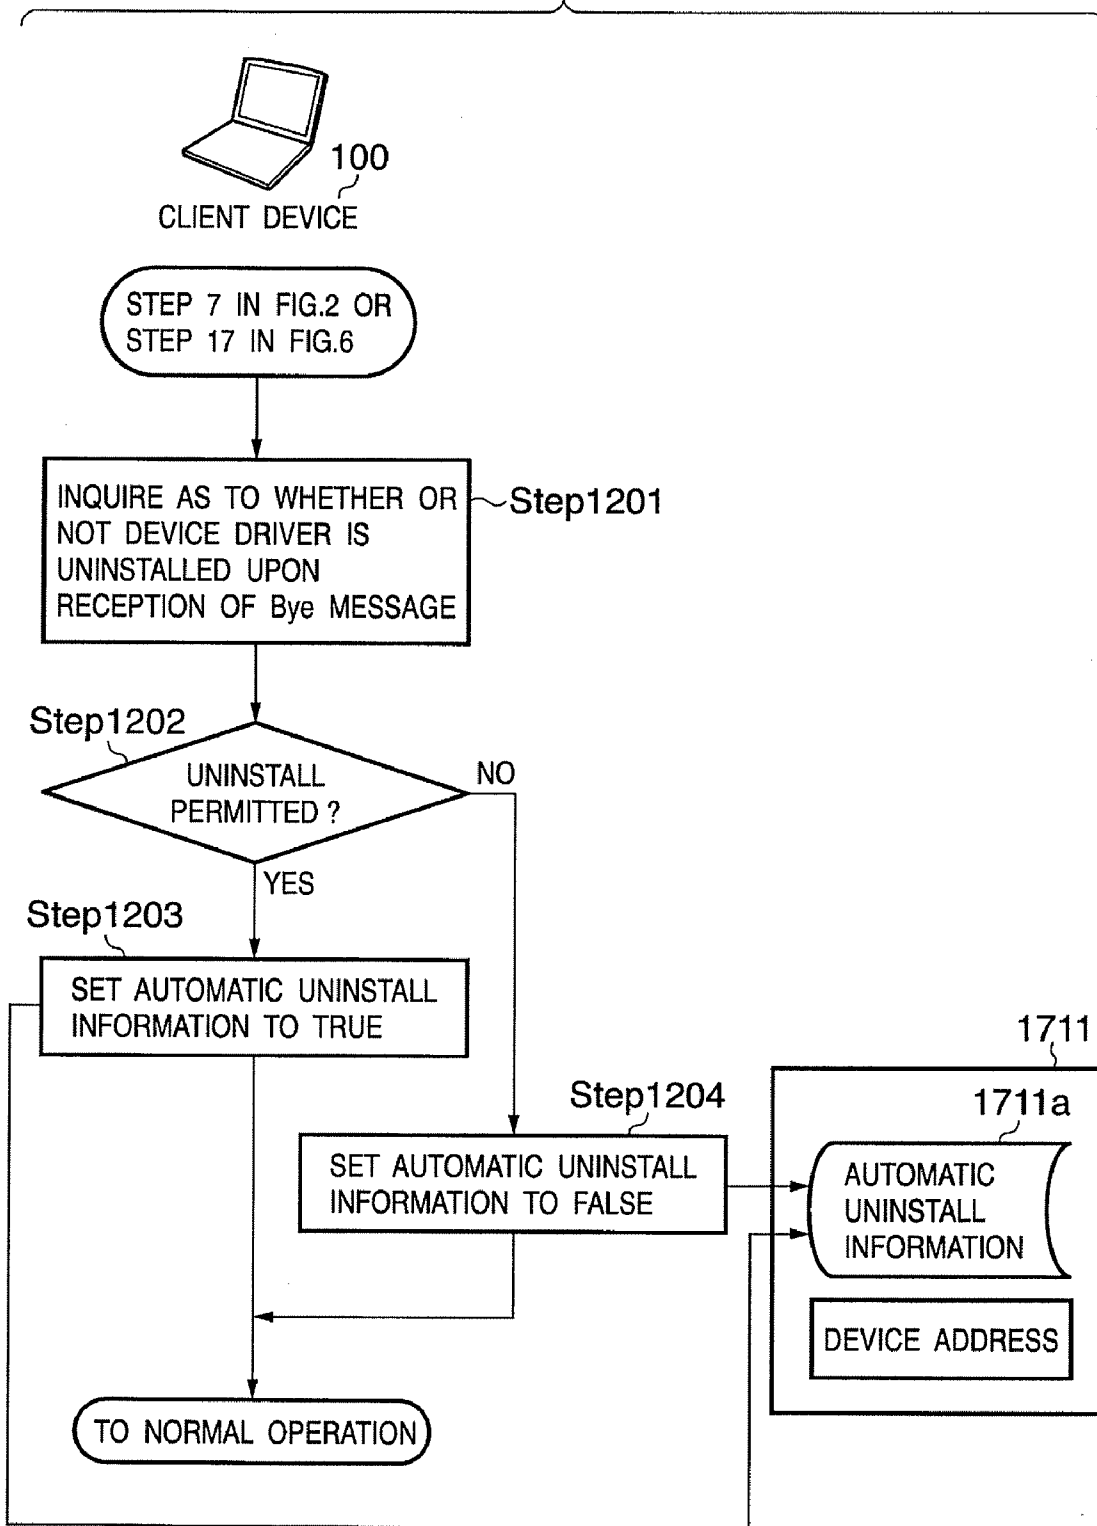 100
CLIENT DEVICE
STEP 7 IN FIG.2 OR
STEP 17 IN FIG.6
INQUIRE AS TO WHETHER OR
NOT DEVICE DRIVER IS
UNINSTALLED UPON
RECEPTION OF Bye MESSAGE
Step1201
Step1202
UNINSTALL
PERMITTED ?
NO
YES
Step1203
SET AUTOMATIC UNINSTALL
INFORMATION TO TRUE
Step1204
SET AUTOMATIC UNINSTALL
INFORMATION TO FALSE
1711
1711a
AUTOMATIC
UNINSTALL
INFORMATION
DEVICE ADDRESS
TO NORMAL OPERATION